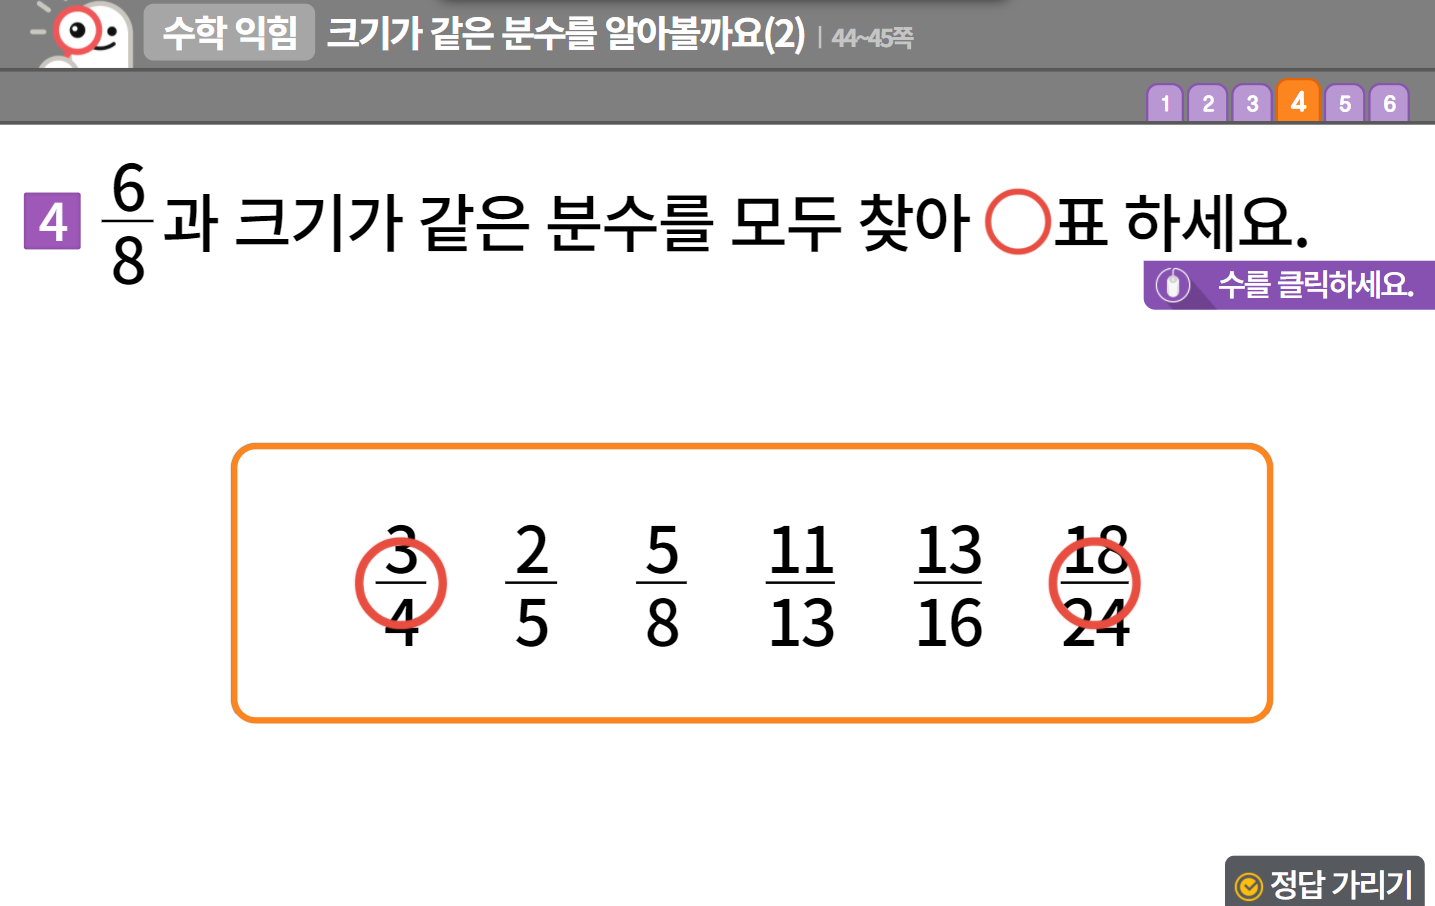 수학 익힘 크기가 같은 분수를 알아볼까요(2) | 44~45쪽
1 2 3 4 5 6
4 6/8과 크기가 같은 분수를 모두 찾아 ○표 하세요.
수를 클릭하세요.
3/4 2/5 5/8 11/13 13/16 18/24
정답 가리기